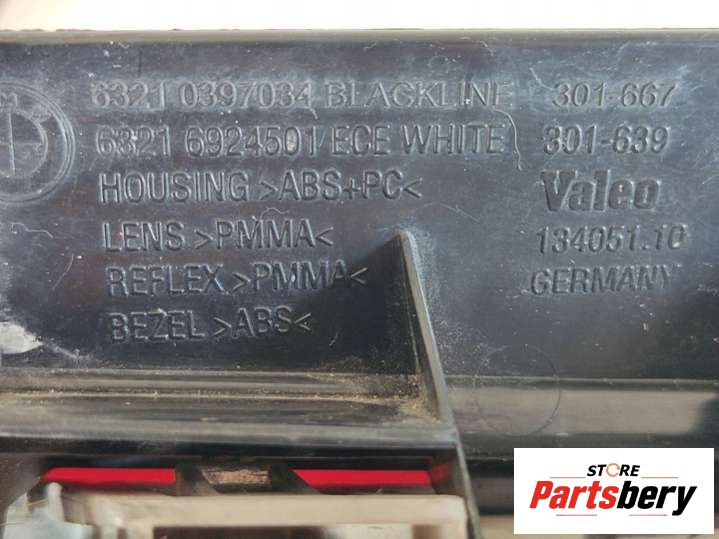 6321 0397034 BLACKLINE 301-667
6321 6924501/ECE WHITE 301-639
HOUSING >ABS+PC< Valeo
LENS >PMMA< 134051.10
REFLEX >PMMA< GERMANY
BEZEL >ABS<
STORE
Partsbery